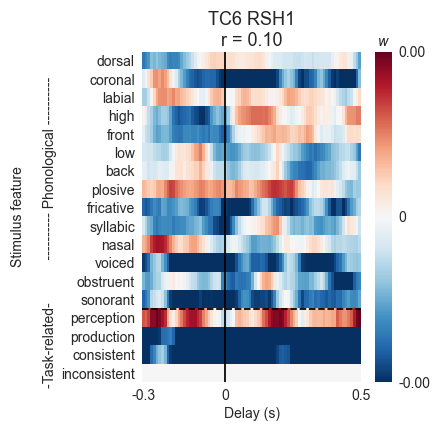 TC6 RSH1
r = 0.10
w
dorsal
coronal
labial
high
front
low
back
plosive
fricative
syllabic
nasal
voiced
obstruent
sonorant
perception
production
consistent
inconsistent
Stimulus feature
---------- Phonological ----------
-Task-related-
0.00
0
-0.00
-0.3
0
0.5
Delay (s)